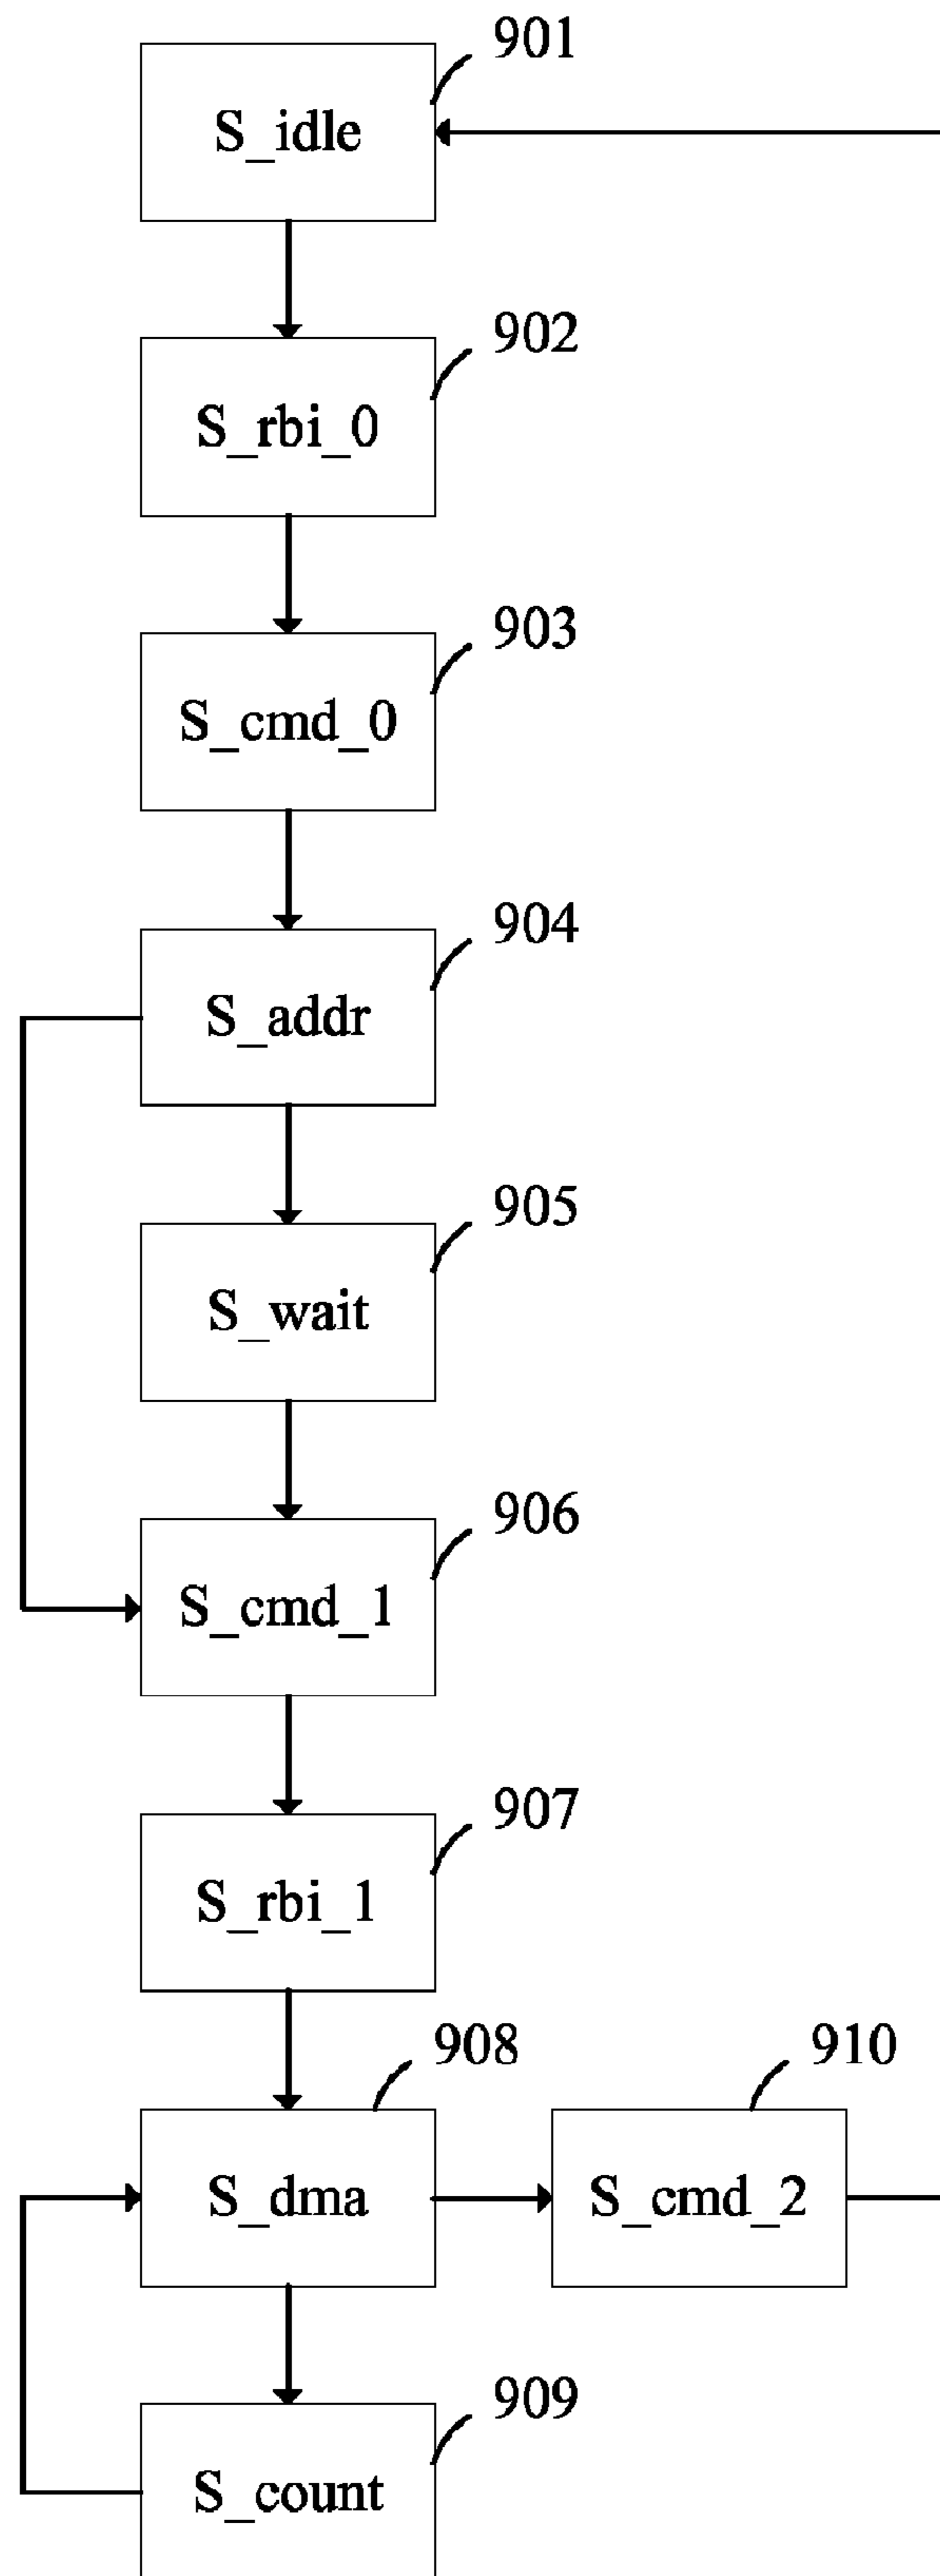 901
S_idle
902
S_rbi_0
903
S_cmd_0
904
S_addr
905
S_wait
906
S_cmd_1
907
S_rbi_1
908
910
S_dma
S_cmd_2
909
S_count